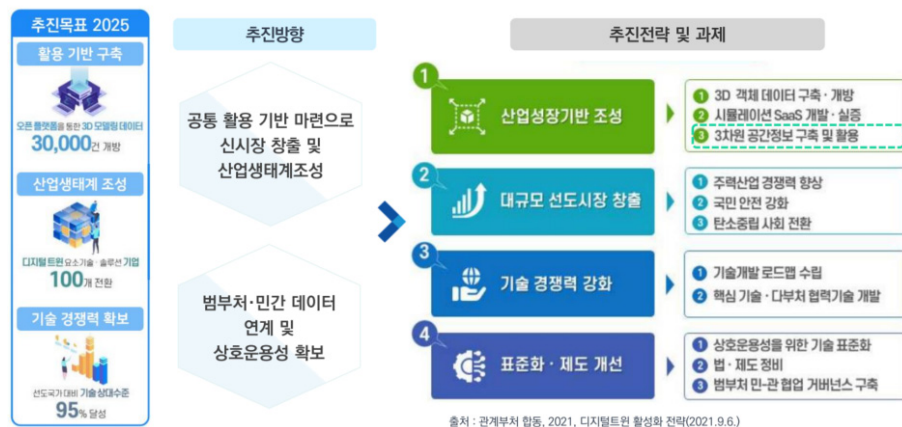 추진목표 2025
활용 기반 구축
오픈 플랫폼을 통한 3D 모델링 데이터
30,000건 개방
산업생태계 조성
디지털트윈 요소기술·솔루션 기업
100개 전환
기술 경쟁력 확보
선도국가 대비 기술 상대수준
95% 달성
추진방향
공통 활용 기반 마련으로
신시장 창출 및
산업생태계조성
범부처·민간 데이터
연계 및
상호운용성 확보
추진전략 및 과제
1
산업성장기반 조성
1 3D 객체 데이터 구축·개방
2 시뮬레이션 SaaS 개발·실증
3 3차원 공간정보 구축 및 활용
2
대규모 선도시장 창출
1 주력산업 경쟁력 향상
2 국민 안전 강화
3 탄소중립 사회 전환
3
기술 경쟁력 강화
1 기술개발 로드맵 수립
2 핵심 기술·다부처 협력기술 개발
4
표준화·제도 개선
1 상호운용성을 위한 기술 표준화
2 법·제도 정비
3 범부처 민-관 협업 거버넌스 구축
출처 : 관계부처 합동, 2021, 디지털트윈 활성화 전략(2021.9.6.)